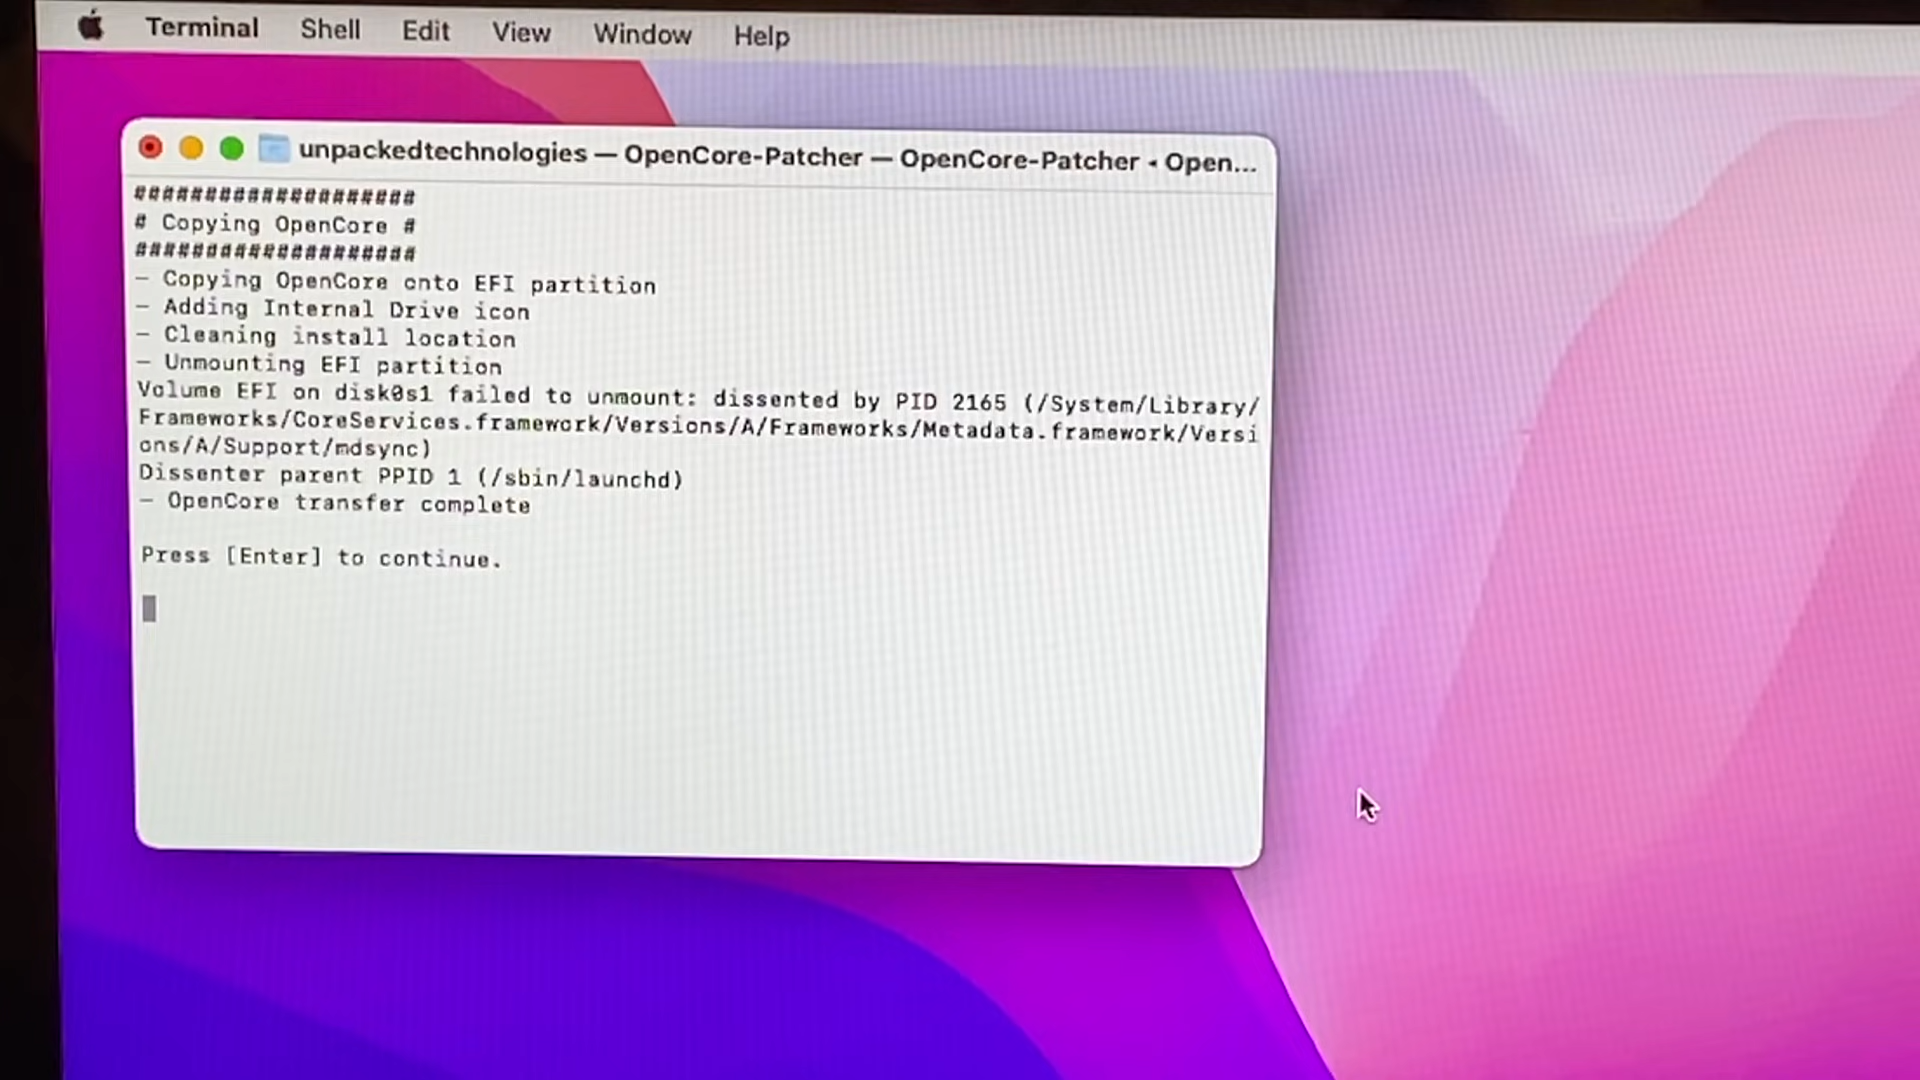 Terminal Shell Edit View Window Help
unpackedtechnologies — OpenCore-Patcher — OpenCore-Patcher ◂ Open...
####################
# Copying OpenCore #
####################
- Copying OpenCore onto EFI partition
- Adding Internal Drive icon
- Cleaning install location
- Unmounting EFI partition
Volume EFI on disk0s1 failed to unmount: dissented by PID 2165 (/System/Library/
Frameworks/CoreServices.framework/Versions/A/Frameworks/Metadata.framework/Versi
ons/A/Support/mdsync)
Dissenter parent PPID 1 (/sbin/launchd)
- OpenCore transfer complete
Press [Enter] to continue.